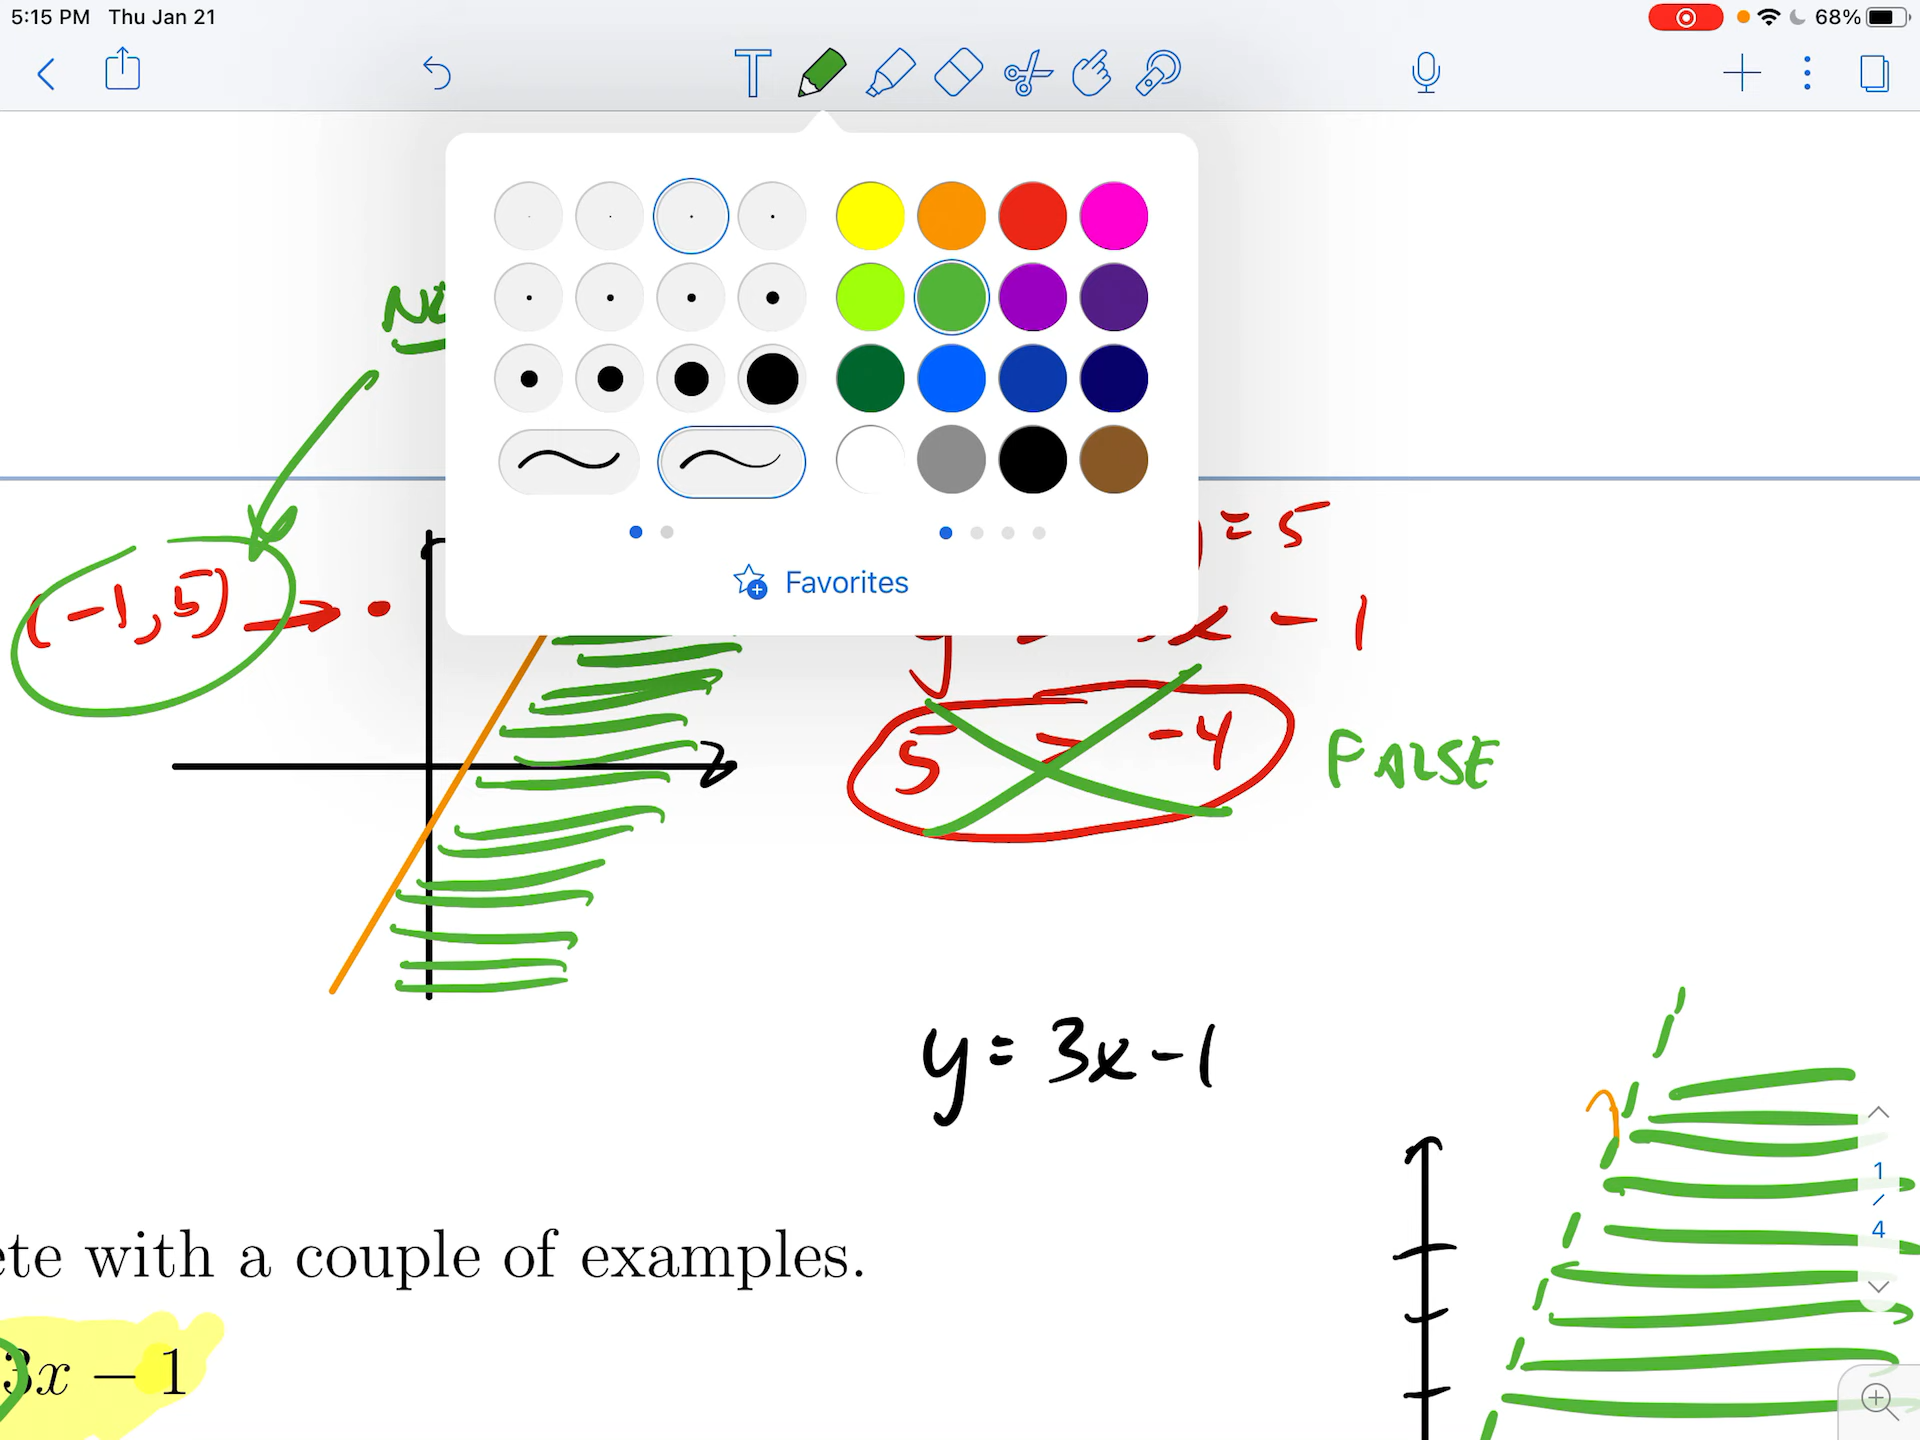 5:15 PM Thu Jan 21
68%
T
Favorites
= 5
(-1,5)
- 1
5 = -4
FALSE
y = 3x - 1
1
/
4
ete with a couple of examples.
3x − 1